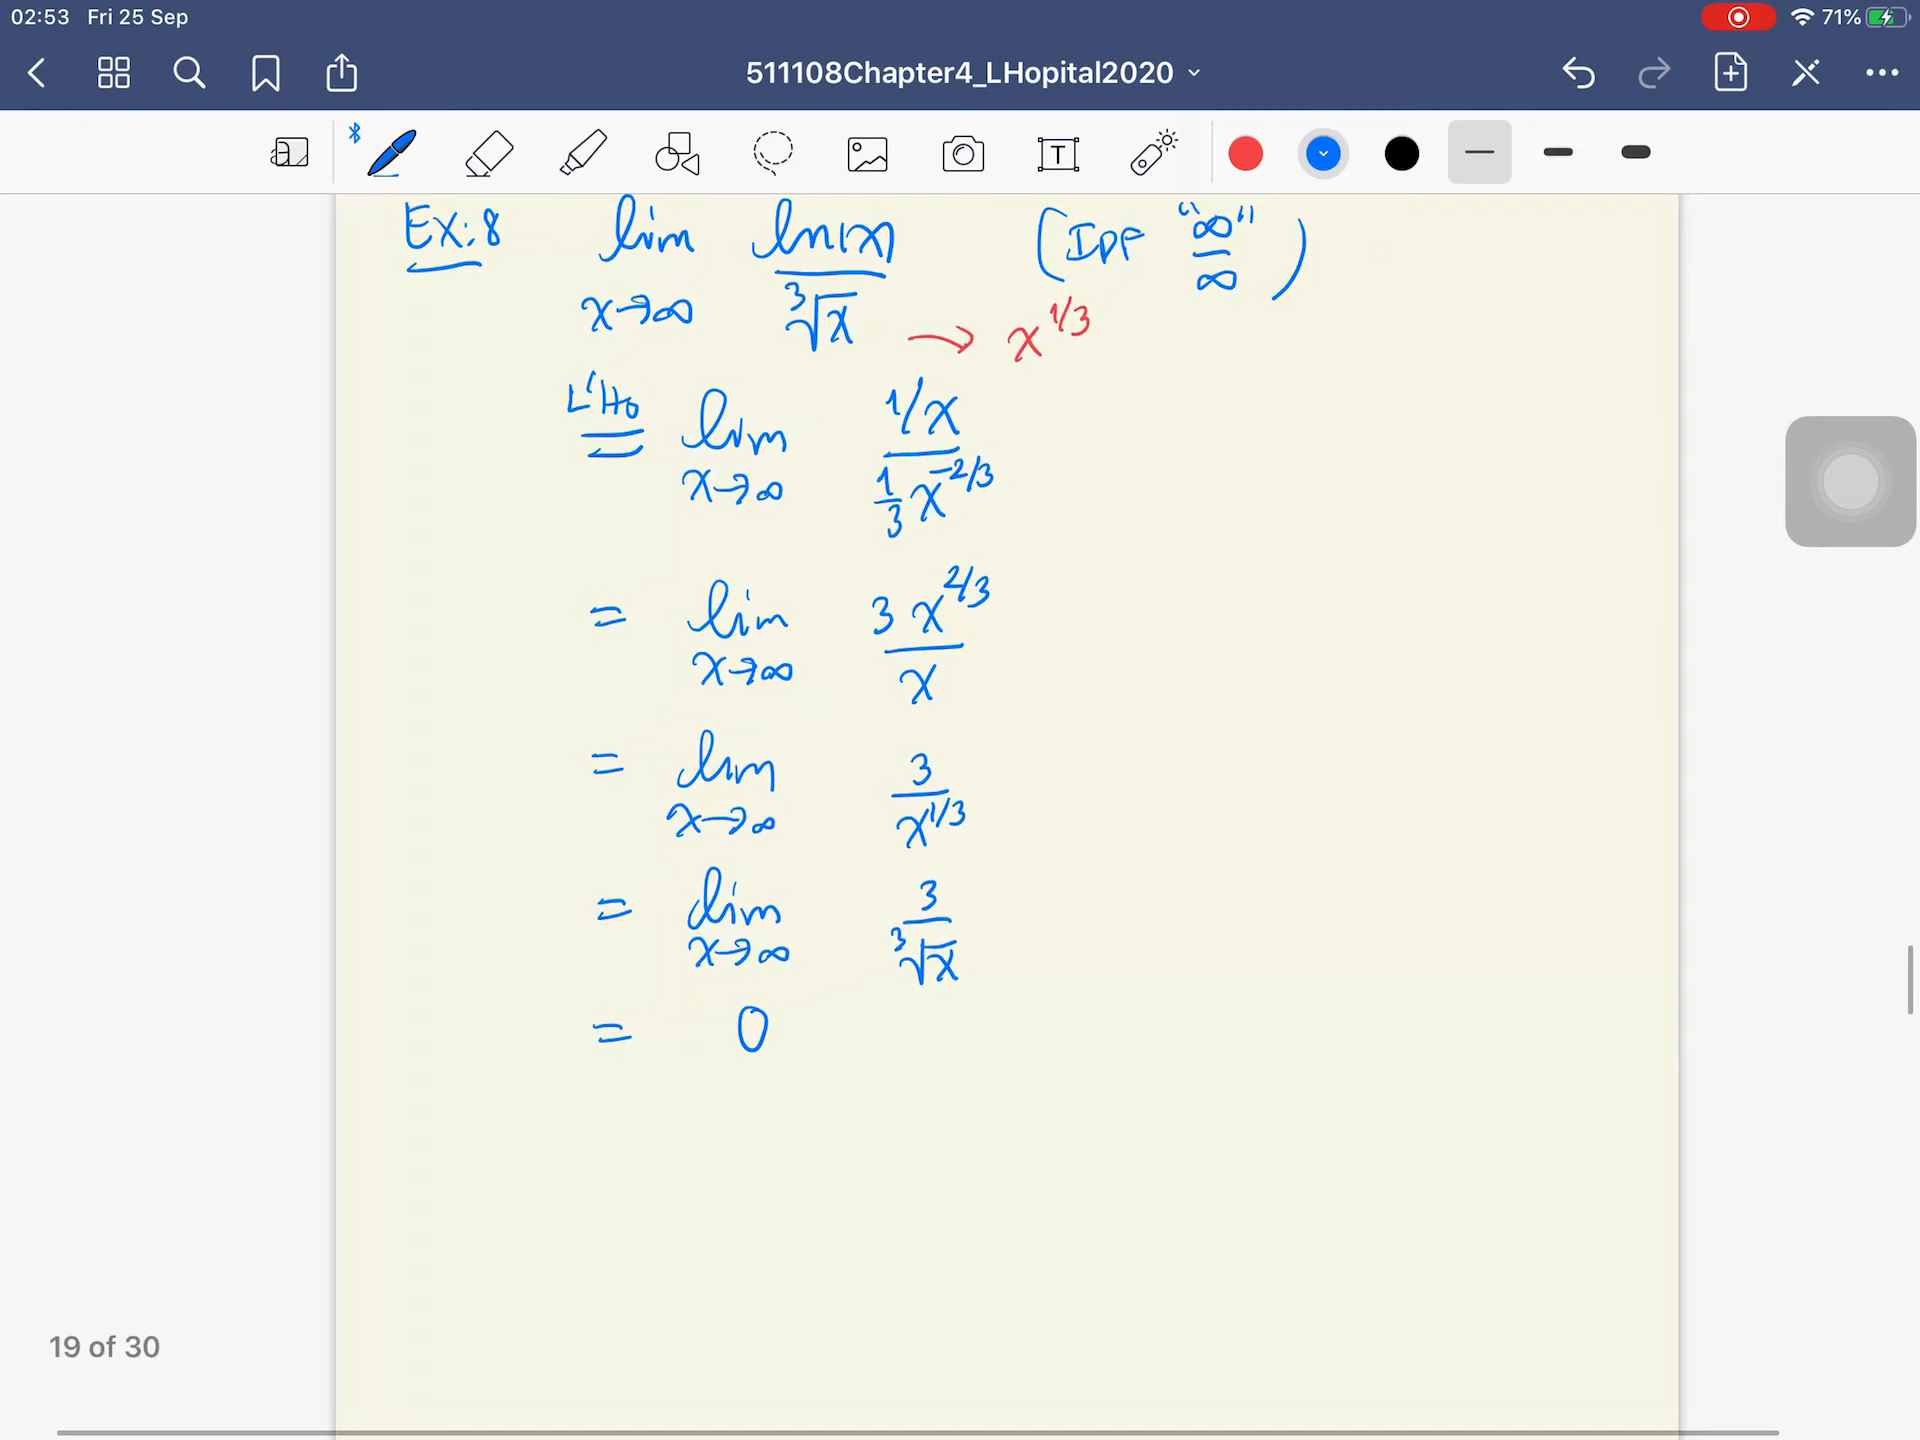 02:53 Fri 25 Sep 71%
511108Chapter4_LHopital2020
Ex:8 lim x→∞ ln(x) / ∛x (IDF "∞/∞")
→ x^1/3
L'Ho = lim x→∞ 1/x / 1/3 x^-2/3
= lim x→∞ 3 x^2/3 / x
= lim x→∞ 3 / x^1/3
= lim x→∞ 3 / ∛x
= 0
19 of 30